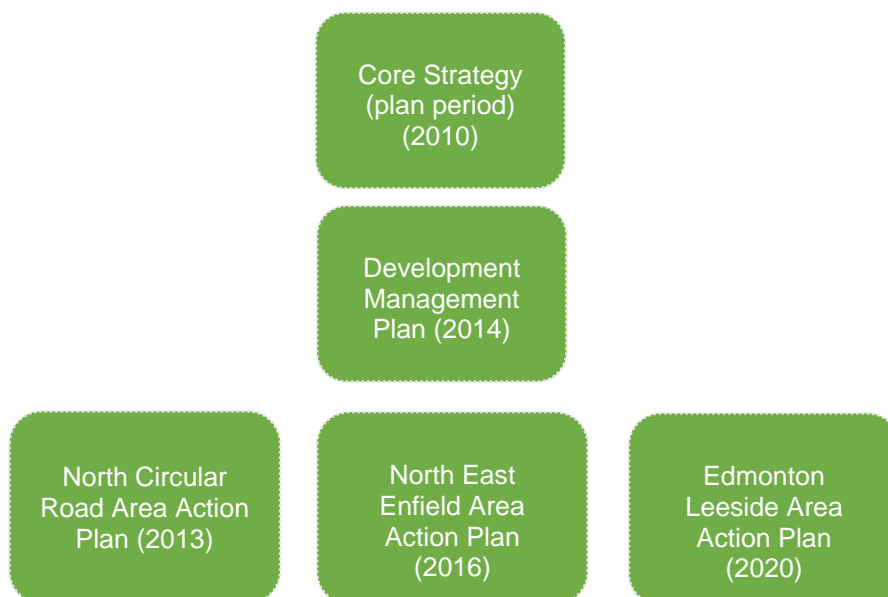 Core Strategy
(plan period)
(2010)
Development
Management
Plan (2014)
North Circular
Road Area Action
Plan (2013)
North East
Enfield Area
Action Plan
(2016)
Edmonton
Leeside Area
Action Plan
(2020)